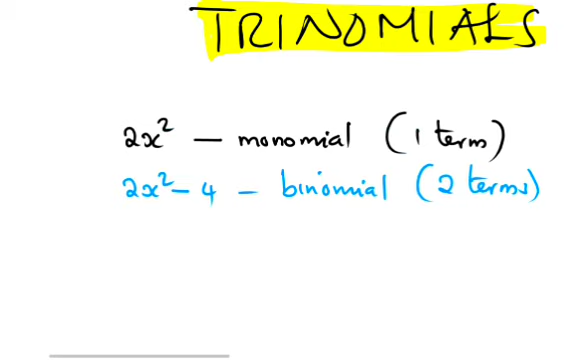 TRINOMIALS
2x² – monomial (1 term)
2x² – 4 – binomial (2 terms)